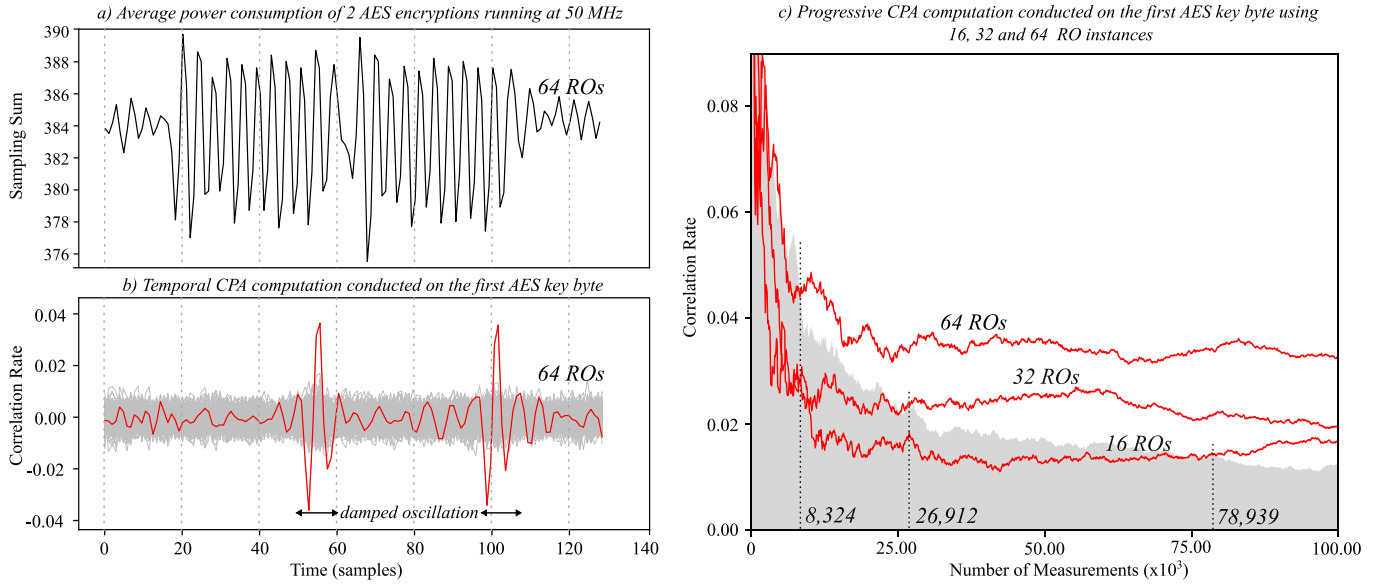 a) Average power consumption of 2 AES encryptions running at 50 MHz
390
388
386
384
382
380
378
376
Sampling Sum
64 ROs
b) Temporal CPA computation conducted on the first AES key byte
0.04
0.02
0.00
-0.02
-0.04
Correlation Rate
64 ROs
damped oscillation
0 20 40 60 80 100 120 140
Time (samples)
c) Progressive CPA computation conducted on the first AES key byte using
16, 32 and 64 RO instances
0.08
0.06
0.04
0.02
0.00
Correlation Rate
64 ROs
32 ROs
16 ROs
8,324 26,912 78,939
0 25.00 50.00 75.00 100.00
Number of Measurements (x10³)